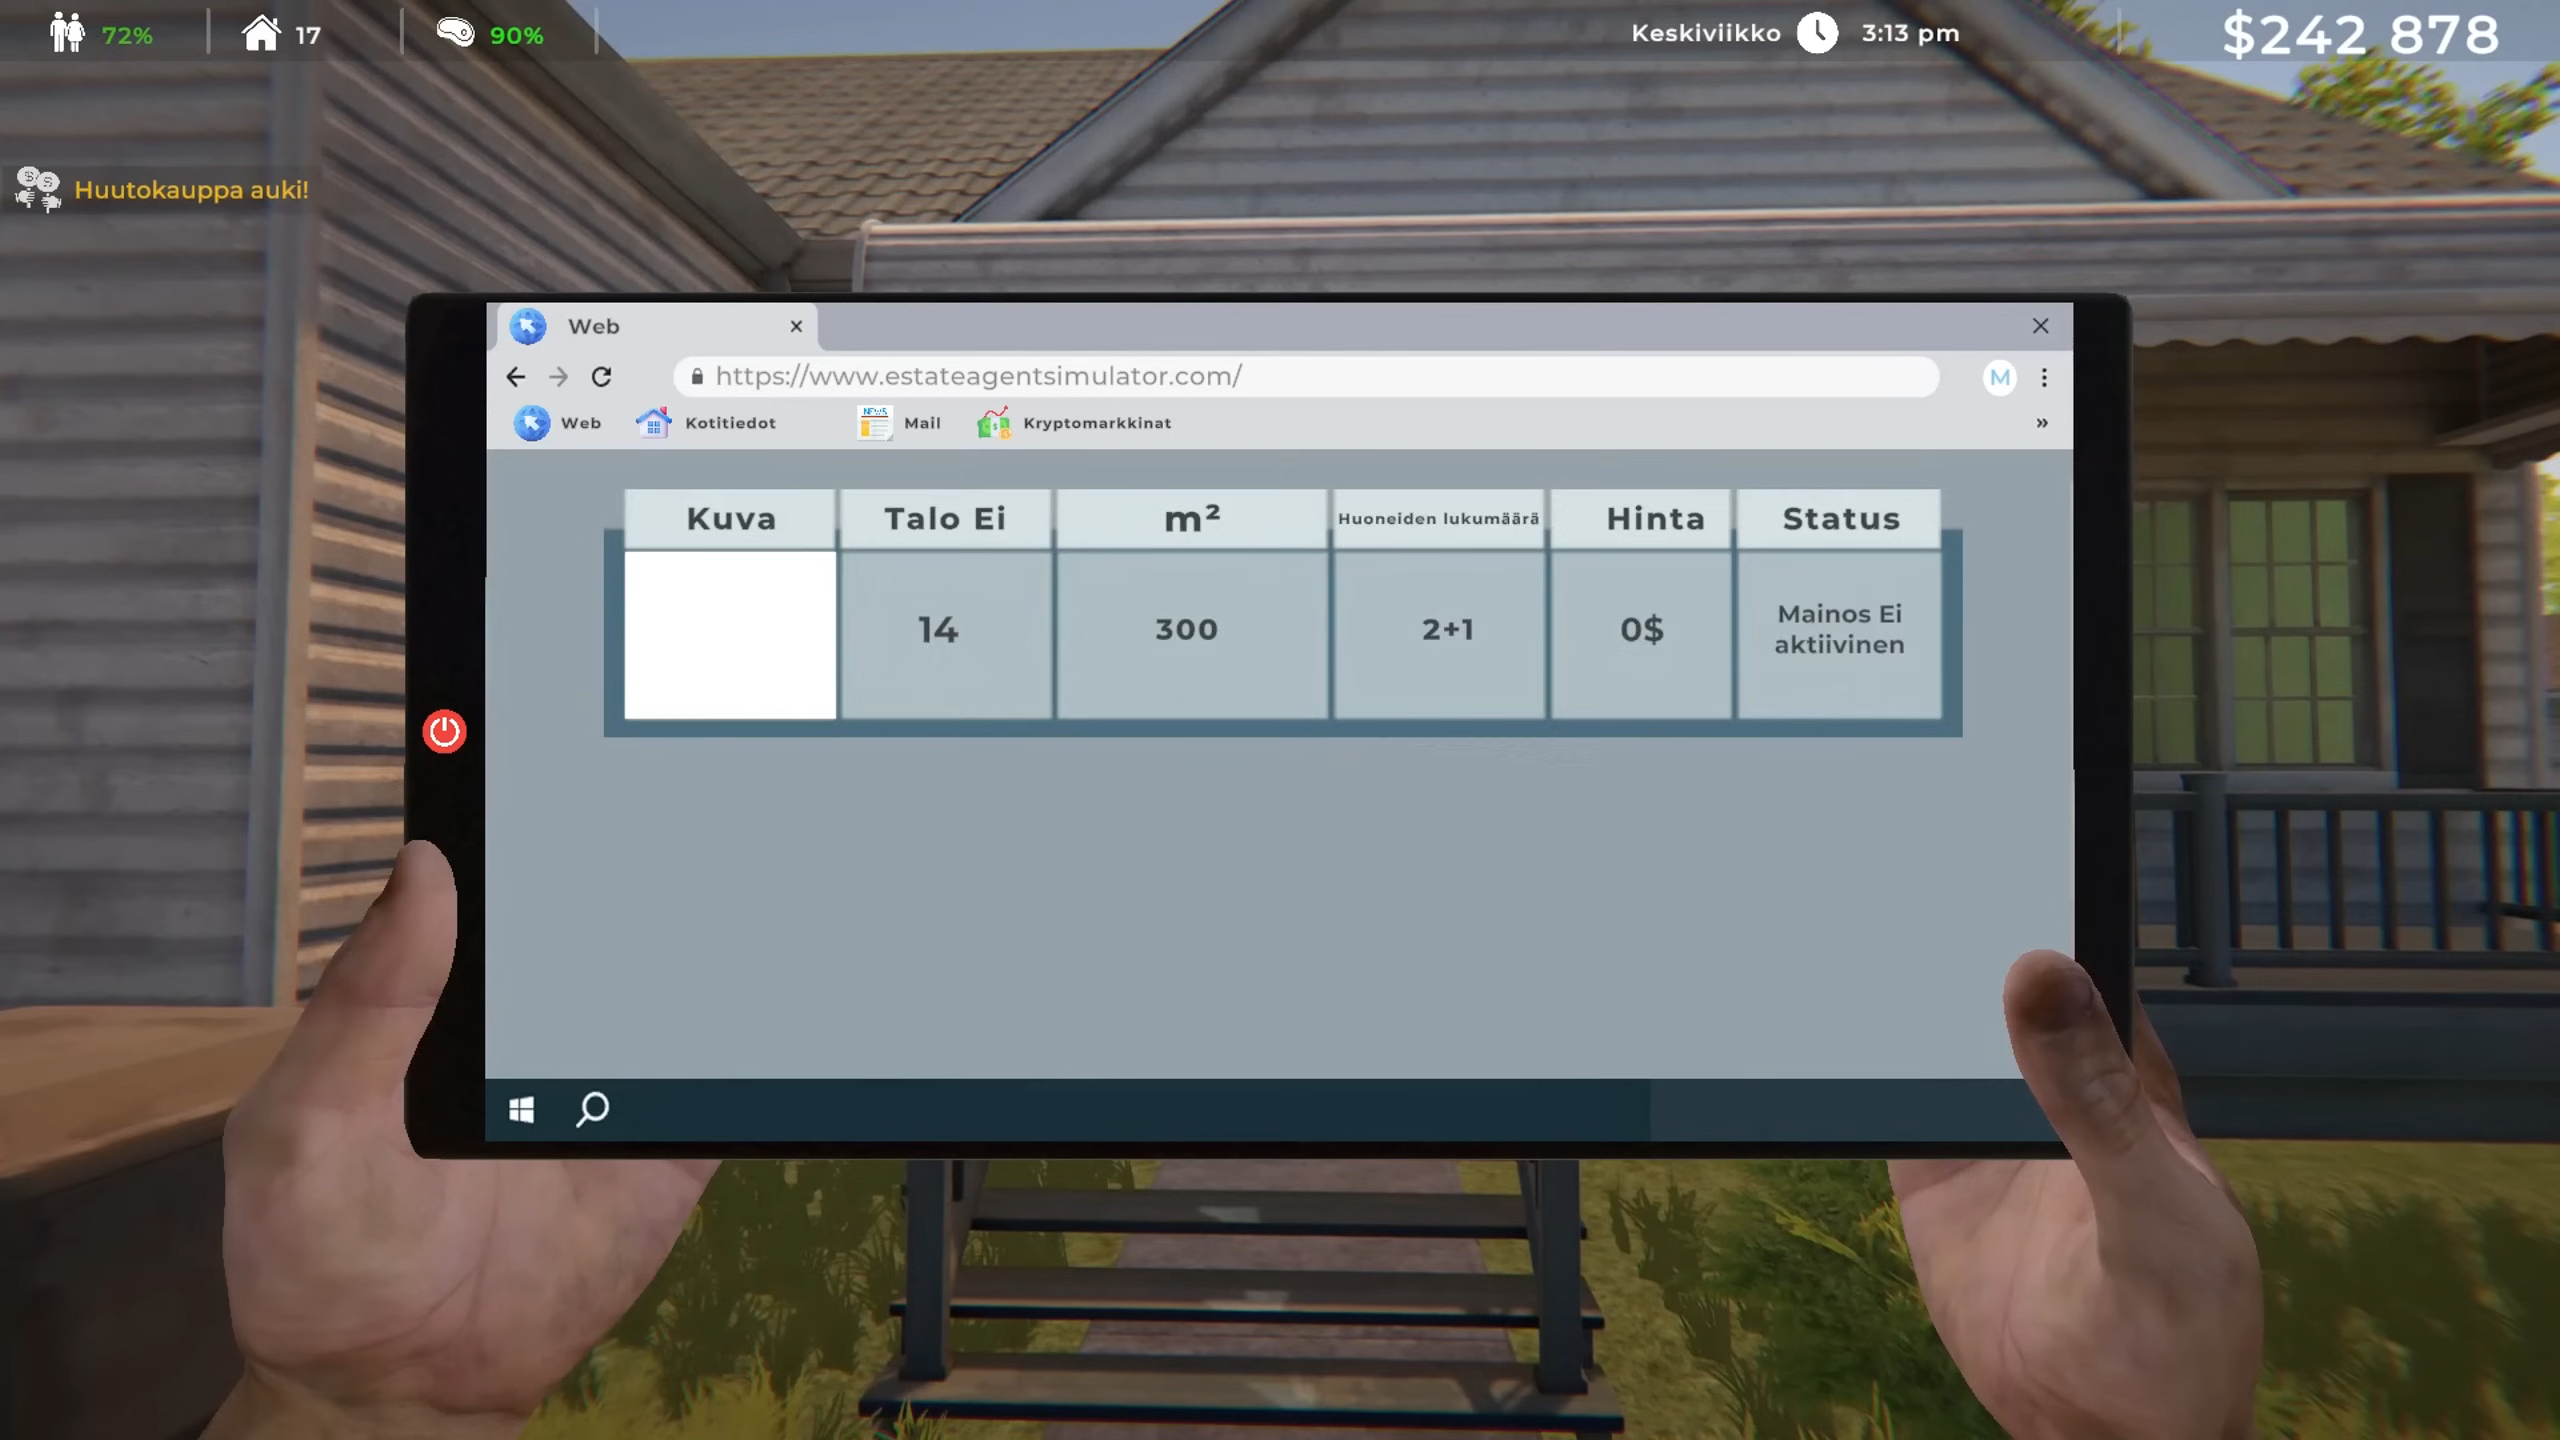 72%
17
90%
Keskiviikko
3:13 pm
$242 878
Huutokauppa auki!
Web
https://www.estateagentsimulator.com/
M
Web
Kotitiedot
NEWS
Mail
Kryptomarkkinat
»
Kuva
Talo Ei
m²
Huoneiden lukumäärä
Hinta
Status
14
300
2+1
0$
Mainos Ei
aktiivinen